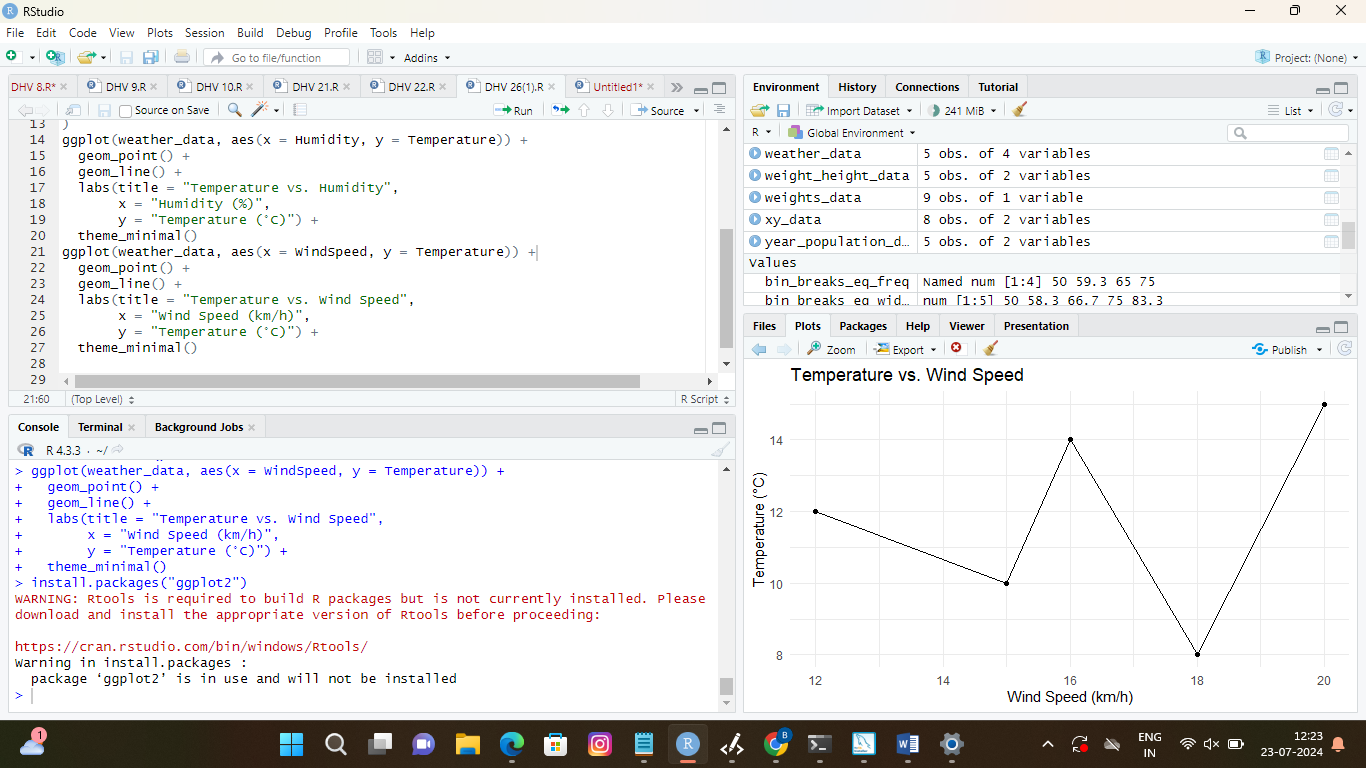 RStudio
File Edit Code View Plots Session Build Debug Profile Tools Help
Go to file/function Addins Project: (None)
DHV 8.R* DHV 9.R DHV 10.R DHV 21.R DHV 22.R DHV 26(1).R Untitled1*
Source on Save Run Source
13 )
14 ggplot(weather_data, aes(x = Humidity, y = Temperature)) +
15 geom_point() +
16 geom_line() +
17 labs(title = "Temperature vs. Humidity",
18 x = "Humidity (%)",
19 y = "Temperature (°C)") +
20 theme_minimal()
21 ggplot(weather_data, aes(x = WindSpeed, y = Temperature)) +
22 geom_point() +
23 geom_line() +
24 labs(title = "Temperature vs. Wind Speed",
25 x = "Wind Speed (km/h)",
26 y = "Temperature (°C)") +
27 theme_minimal()
28
29
21:60 (Top Level) R Script
Console Terminal Background Jobs
R 4.3.3 · ~/
> ggplot(weather_data, aes(x = WindSpeed, y = Temperature)) +
+ geom_point() +
+ geom_line() +
+ labs(title = "Temperature vs. Wind Speed",
+ x = "Wind Speed (km/h)",
+ y = "Temperature (°C)") +
+ theme_minimal()
> install.packages("ggplot2")
WARNING: Rtools is required to build R packages but is not currently installed. Please
download and install the appropriate version of Rtools before proceeding:
https://cran.rstudio.com/bin/windows/Rtools/
Warning in install.packages :
package ‘ggplot2’ is in use and will not be installed
>
Environment History Connections Tutorial
Import Dataset 241 MiB List
R Global Environment
weather_data 5 obs. of 4 variables
weight_height_data 5 obs. of 2 variables
weights_data 9 obs. of 1 variable
xy_data 8 obs. of 2 variables
year_population_d… 5 obs. of 2 variables
Values
bin_breaks_eq_freq Named num [1:4] 50 59.3 65 75
bin_breaks_eq_wid… num [1:5] 50 58.3 66.7 75 83.3
Files Plots Packages Help Viewer Presentation
Zoom Export Publish
Temperature vs. Wind Speed
Temperature (°C)
14
12
10
8
12 14 16 18 20
Wind Speed (km/h)
1
B
ENG
IN
12:23
23-07-2024